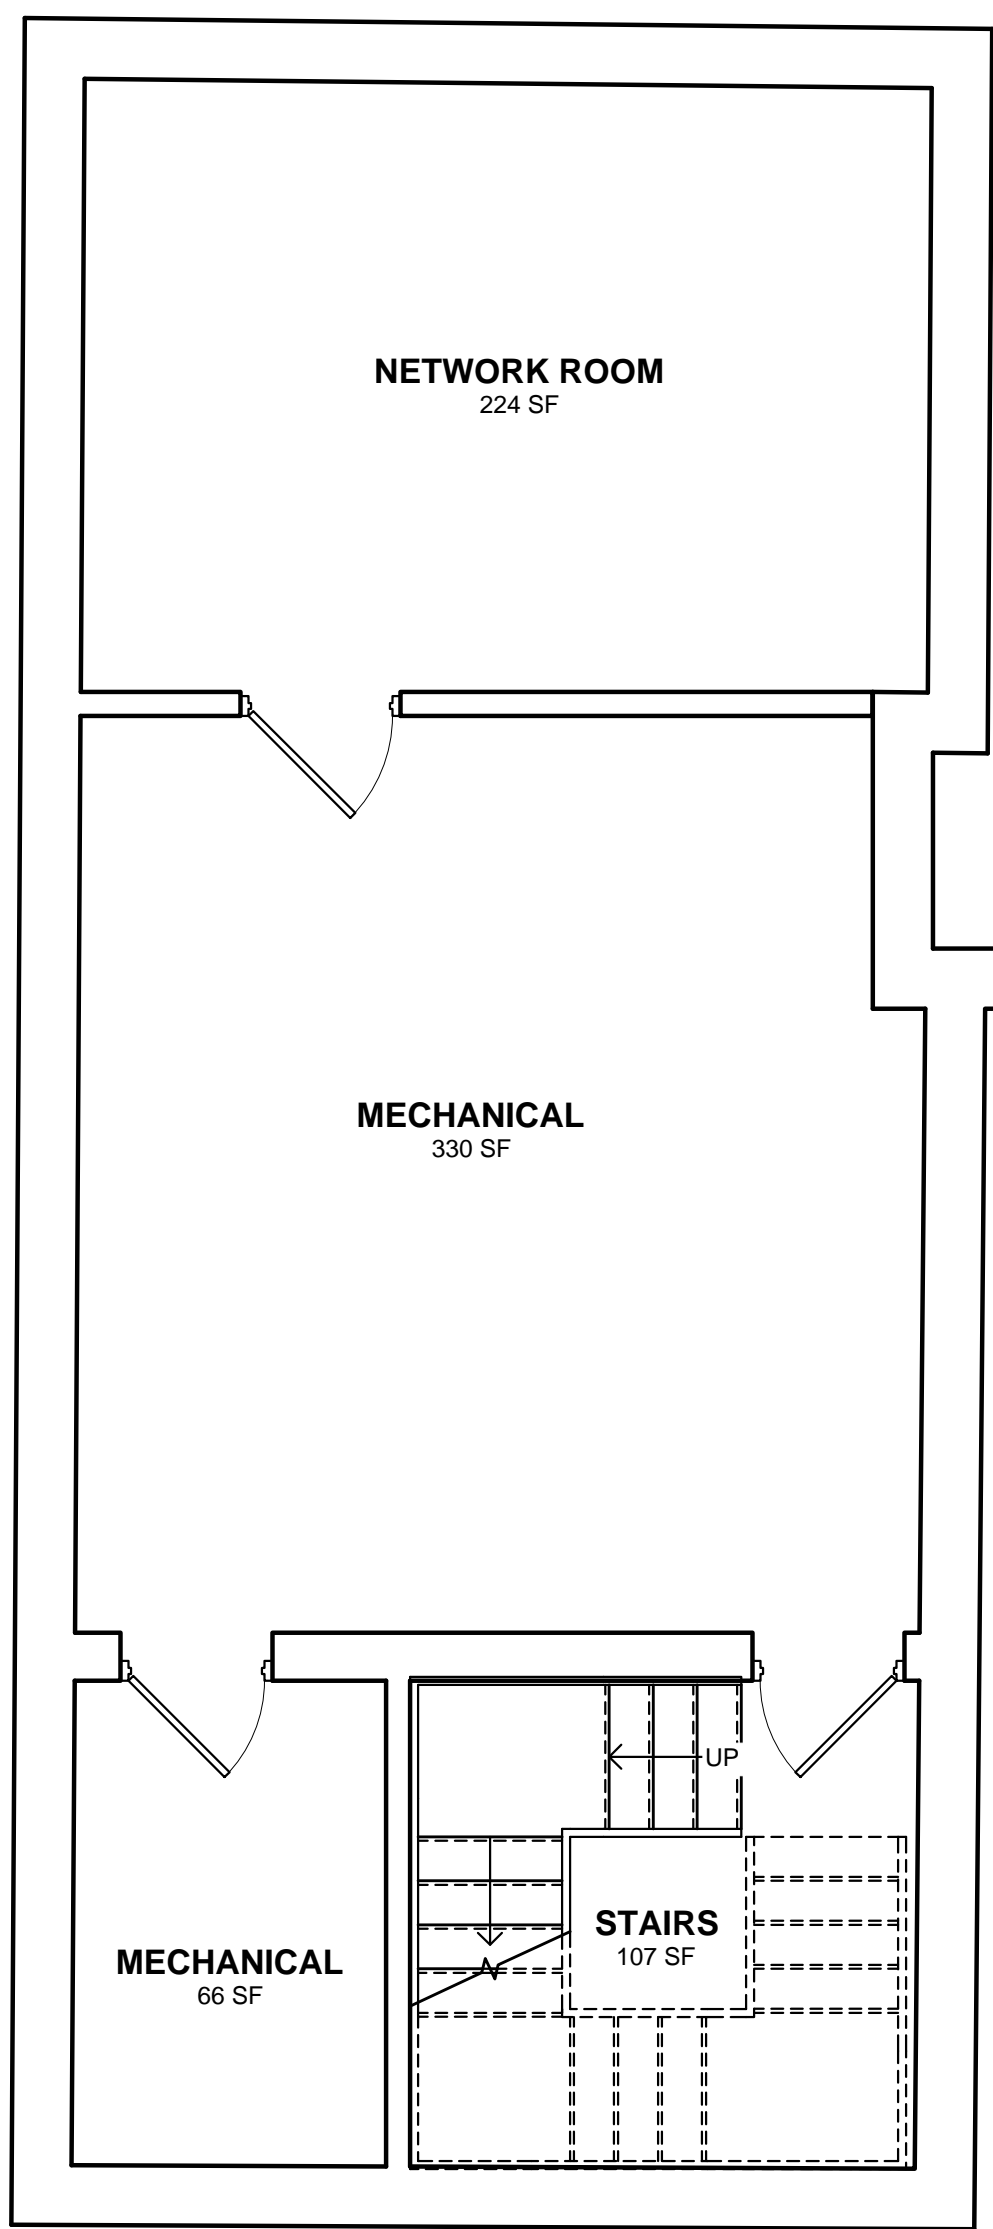 NETWORK ROOM
224 SF
MECHANICAL
330 SF
UP
STAIRS
107 SF
MECHANICAL
66 SF